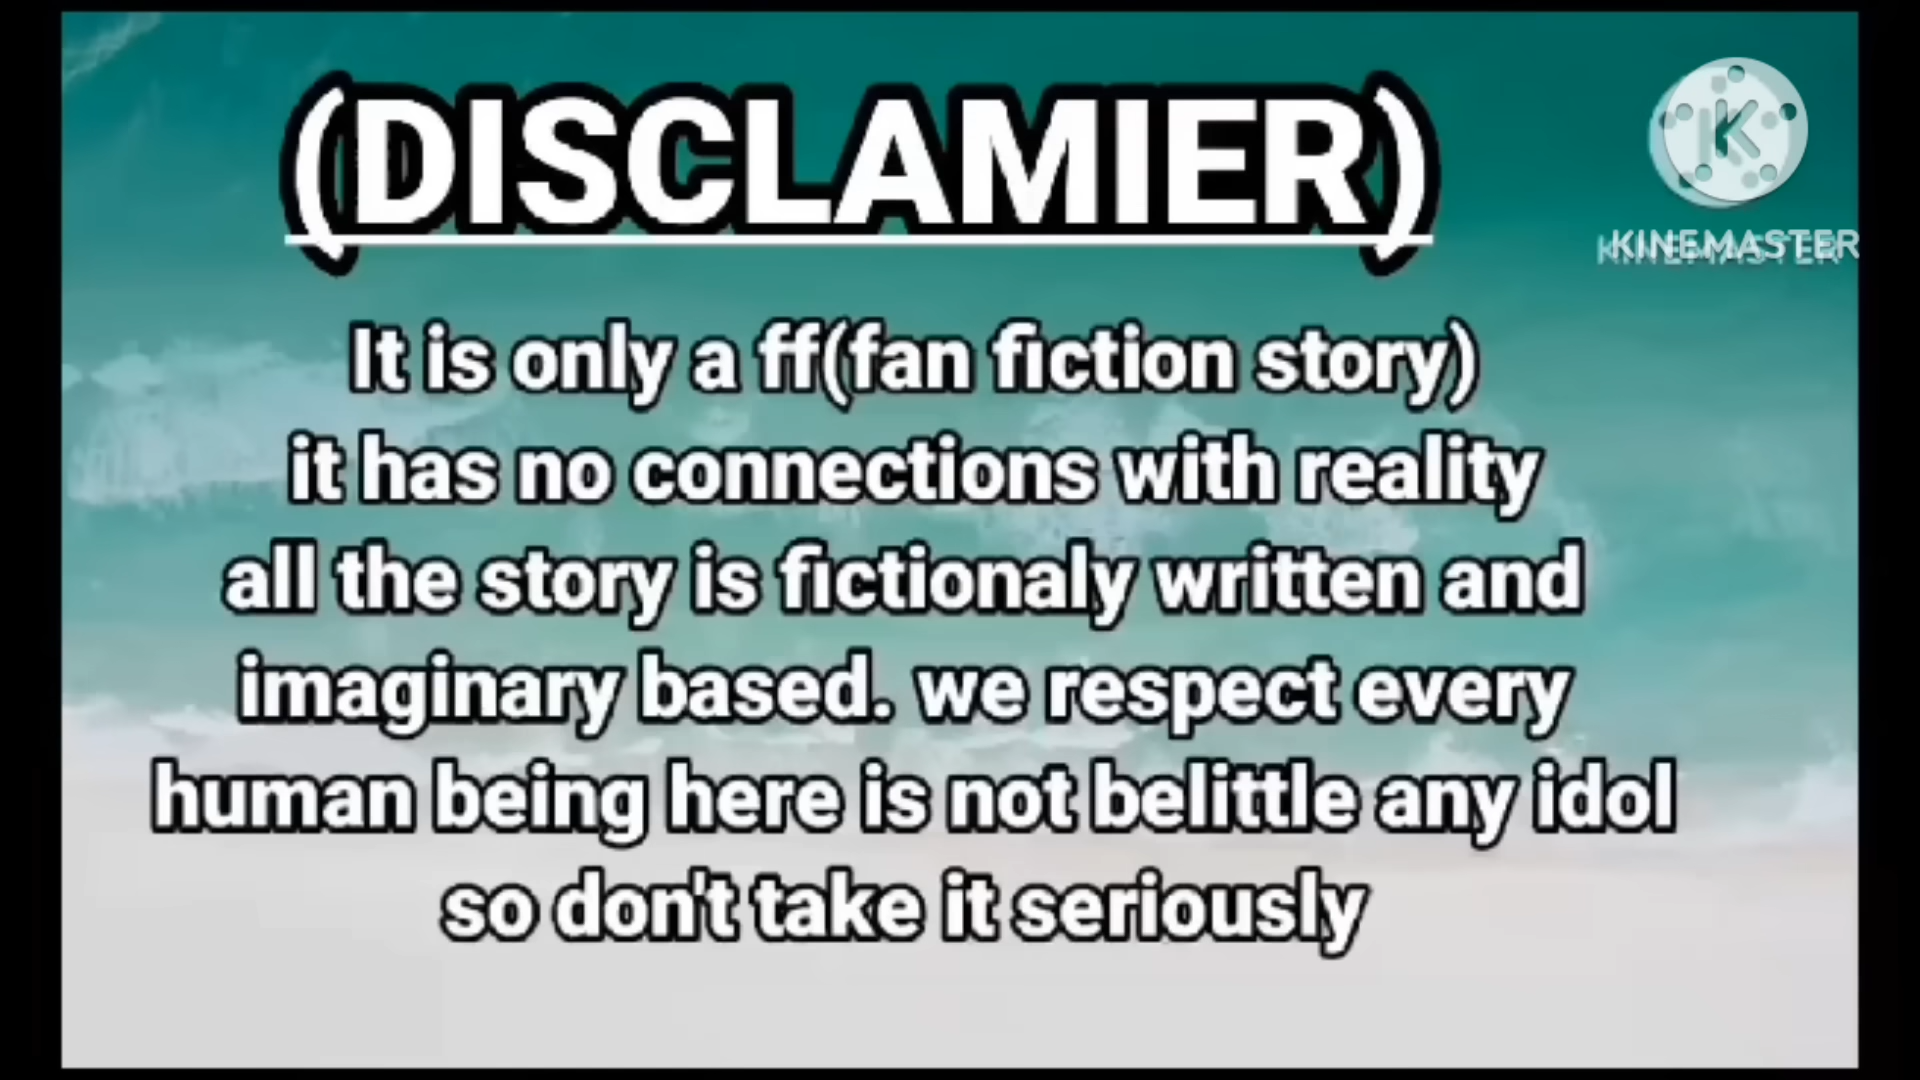 (DISCLAMIER)
KINEMASTER
KINEMASTER
It is only a ff(fan fiction story)
it has no connections with reality
all the story is fictionaly written and
imaginary based. we respect every
human being here is not belittle any idol
so don't take it seriously